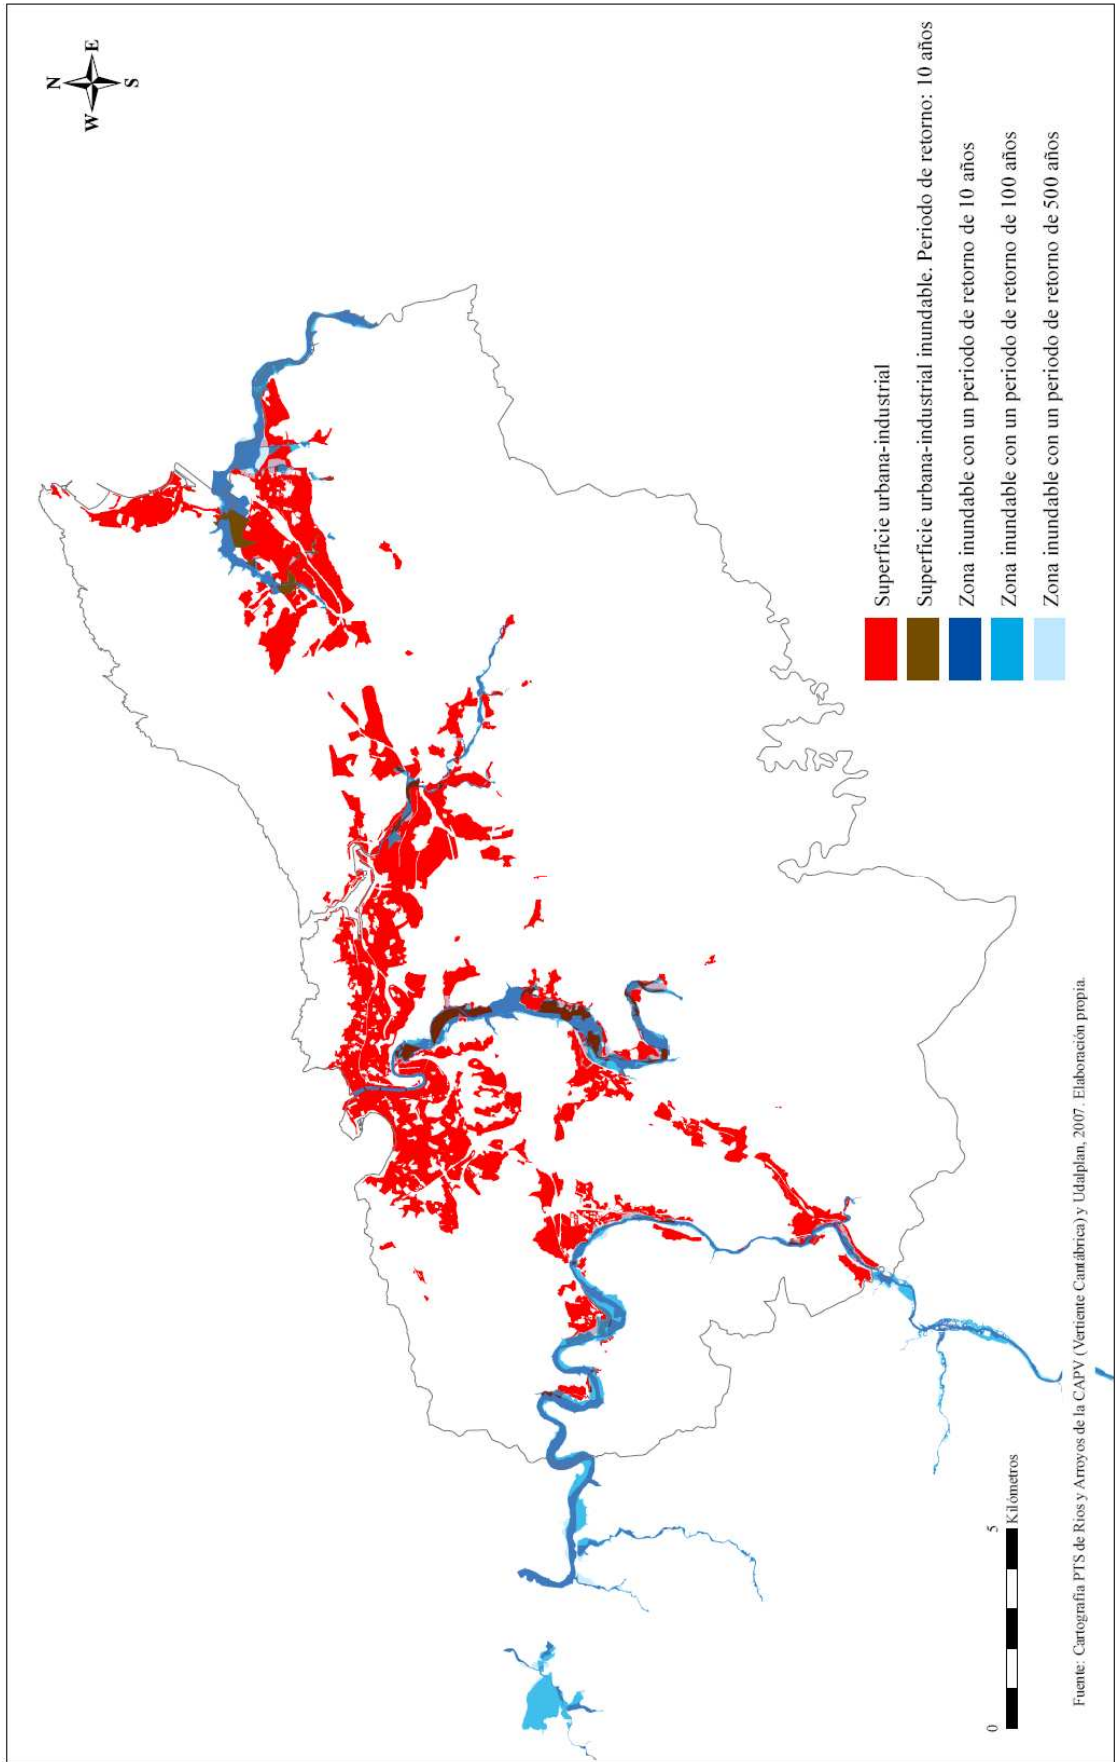 N
W
E
S
Superficie urbana-industrial
Superficie urbana-industrial inundable. Periodo de retorno: 10 años
Zona inundable con un periodo de retorno de 10 años
Zona inundable con un periodo de retorno de 100 años
Zona inundable con un periodo de retorno de 500 años
0
5
Kilómetros
Fuente: Cartografía PTS de Ríos y Arroyos de la CAPV (Vertiente Cantábrica) y Udalplan, 2007. Elaboración propia.